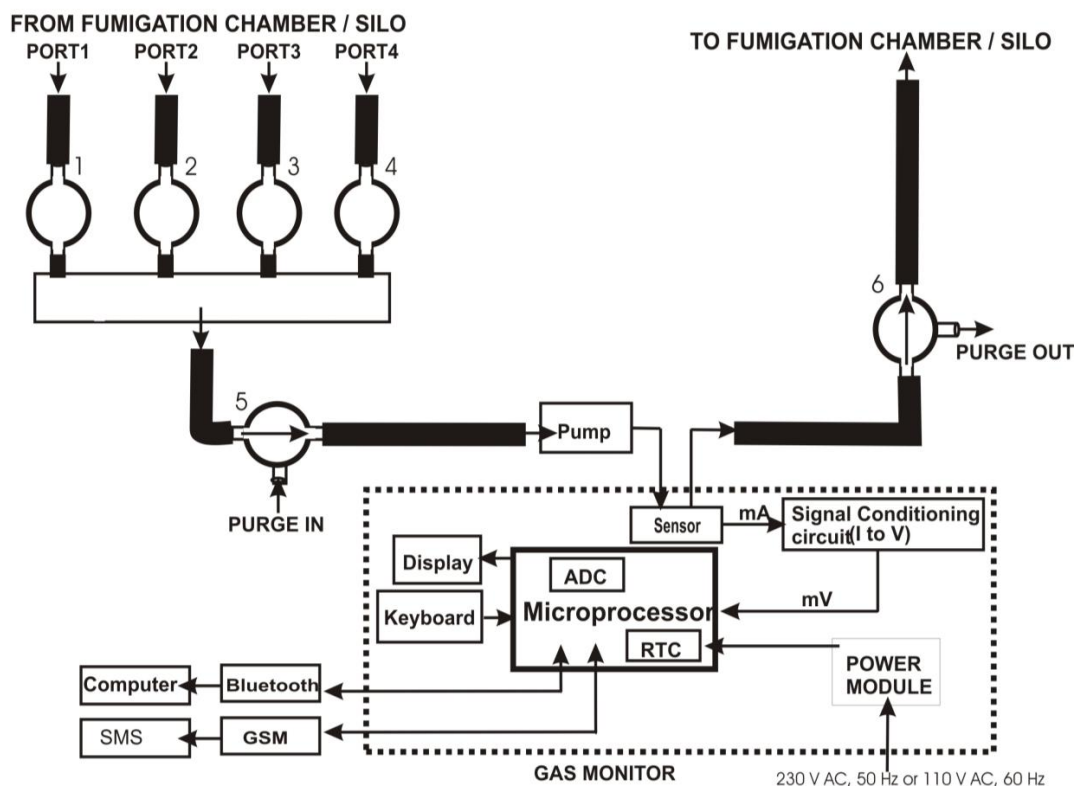 FROM FUMIGATION CHAMBER / SILO
PORT1 PORT2 PORT3 PORT4
TO FUMIGATION CHAMBER / SILO
1 2 3 4
6
PURGE OUT
5
Pump
PURGE IN
Sensor
mA
Signal Conditioning
circuit(I to V)
Display
ADC
Keyboard
Microprocessor
mV
RTC
POWER
MODULE
Computer
Bluetooth
SMS
GSM
GAS MONITOR
230 V AC, 50 Hz or 110 V AC, 60 Hz